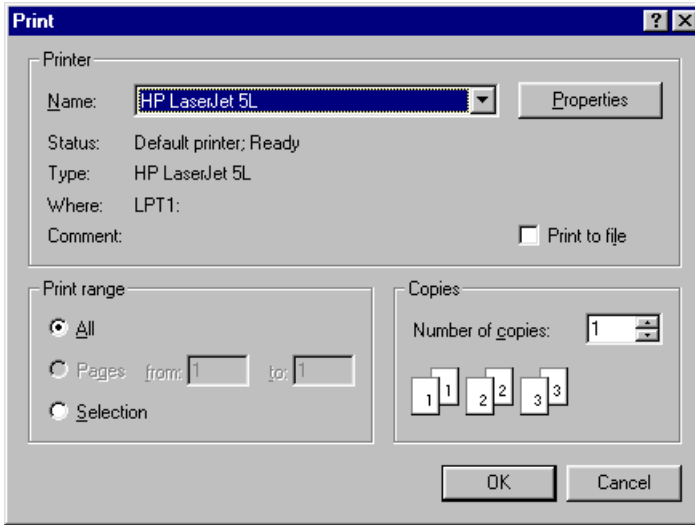 Print
Printer
Name: HP LaserJet 5L Properties
Status: Default printer; Ready
Type: HP LaserJet 5L
Where: LPT1:
Comment: Print to file
Print range
All
Pages from: 1 to: 1
Selection
Copies
Number of copies: 1
1 1 2 2 3 3
OK Cancel